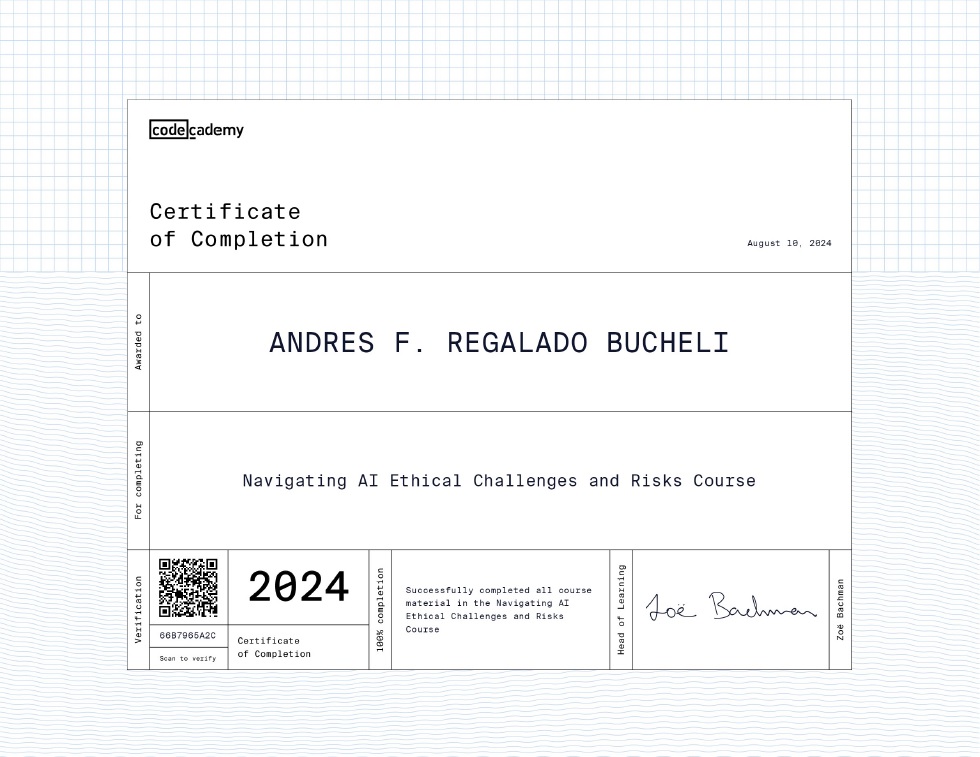 codecademy
Certificate
of Completion
August 10, 2024
Awarded to
ANDRES F. REGALADO BUCHELI
For completing
Navigating AI Ethical Challenges and Risks Course
Verification
66B7965A2C
Scan to verify
2024
Certificate
of Completion
100% completion
Successfully completed all course
material in the Navigating AI
Ethical Challenges and Risks
Course
Head of Learning
Zoë Bachman
Zoë Bachman